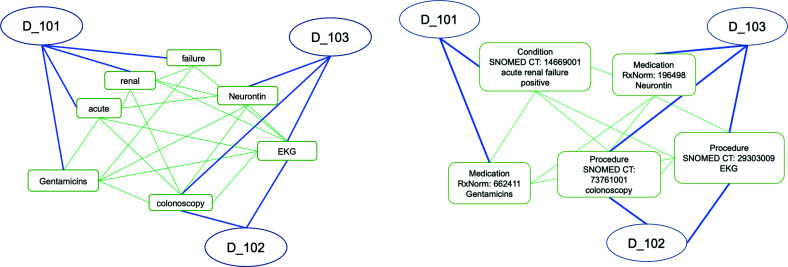 D_101
D_103
failure
renal
Neurontin
acute
EKG
Gentamicins
colonoscopy
D_102
D_101
D_103
Condition
SNOMED CT: 14669001
acute renal failure
positive
Medication
RxNorm: 196498
Neurontin
Procedure
SNOMED CT: 29303009
EKG
Medication
RxNorm: 662411
Gentamicins
Procedure
SNOMED CT:
73761001
colonoscopy
D_102